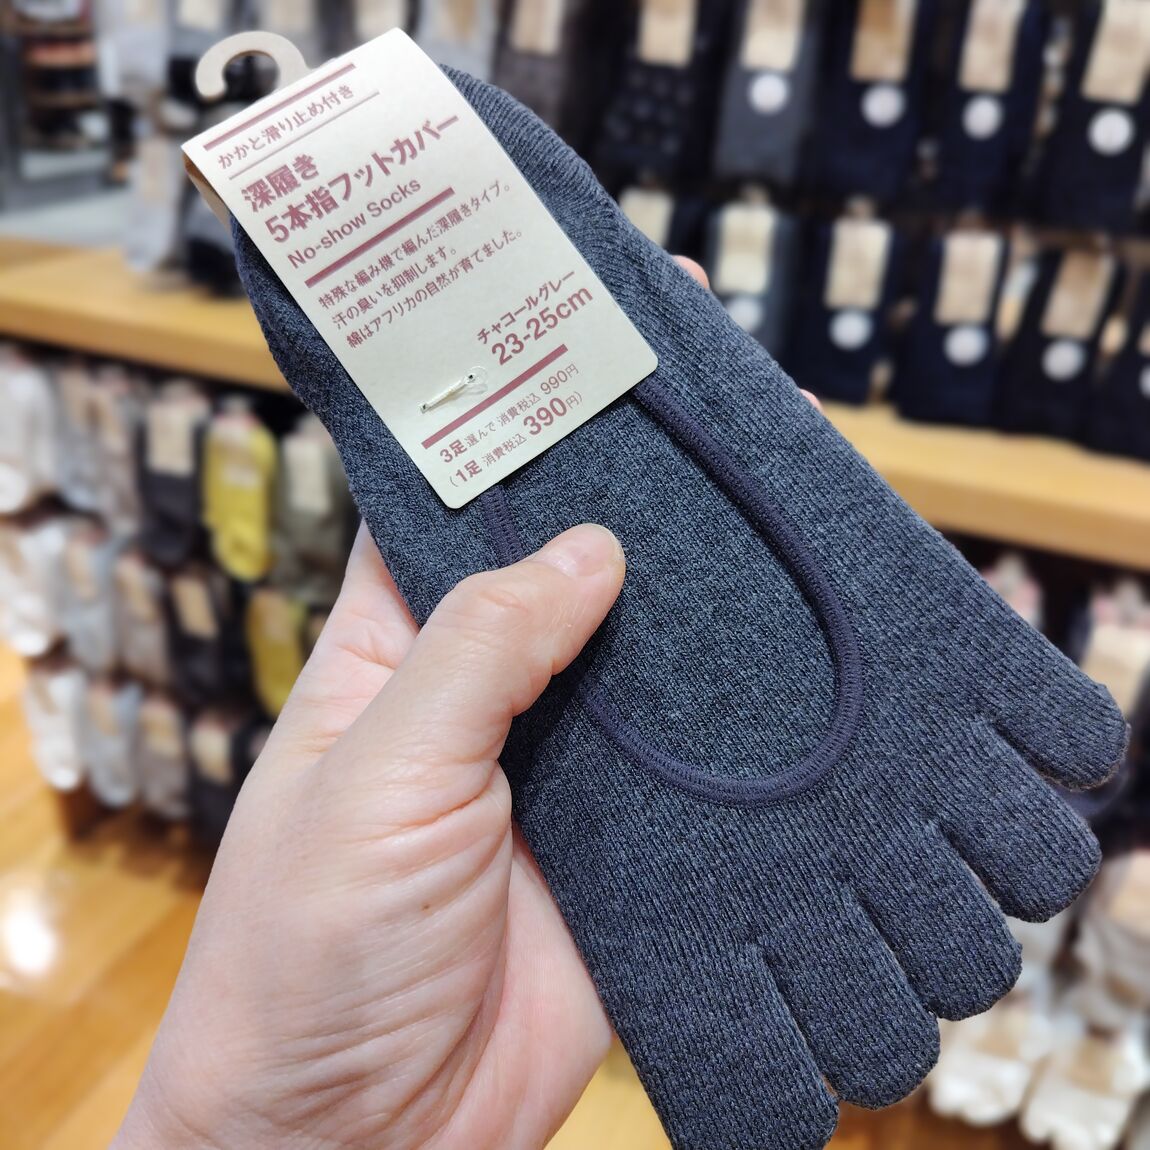 かかと滑り止め付き
深履き
5本指フットカバー
No-show Socks
特殊な編み機で編んだ深履きタイプ。
汗の臭いを抑制します。
綿はアフリカの自然が育てました。
チャコールグレー
23-25cm
3足選んで 消費税込 990円
(1足 消費税込 390円)